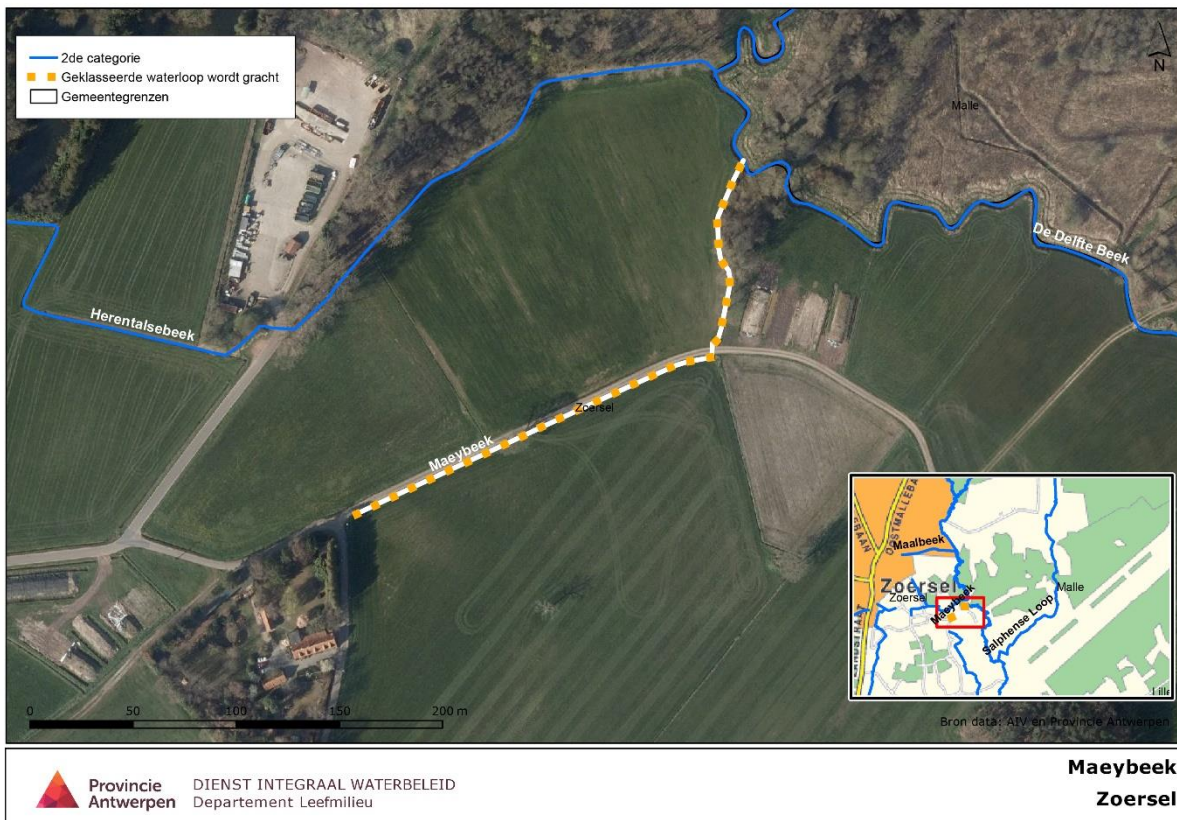 2de categorie
Geklasseerde waterloop wordt gracht
Gemeentegrenzen
N
Malle
De Delfte Beek
Herentalsebeek
Zoersel
Maeybeek
OOSTMALLEBA
Maalbeek
Zoersel
Zoersel
Maeybeek
Malle
Salphense Loop
Lille
0 50 100 150 200 m
Bron data: AIV en Provincie Antwerpen
Provincie
Antwerpen
DIENST INTEGRAAL WATERBELEID
Departement Leefmilieu
Maeybeek
Zoersel